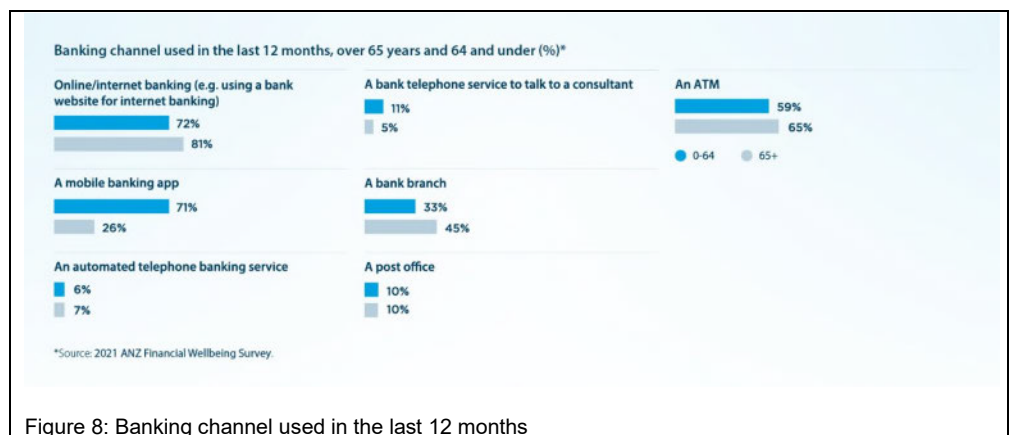 Banking channel used in the last 12 months, over 65 years and 64 and under (%)*
Online/internet banking (e.g. using a bank
website for internet banking)
72%
81%
A mobile banking app
71%
26%
An automated telephone banking service
6%
7%
A bank telephone service to talk to a consultant
11%
5%
A bank branch
33%
45%
A post office
10%
10%
An ATM
59%
65%
0-64 65+
*Source: 2021 ANZ Financial Wellbeing Survey.
Figure 8: Banking channel used in the last 12 months